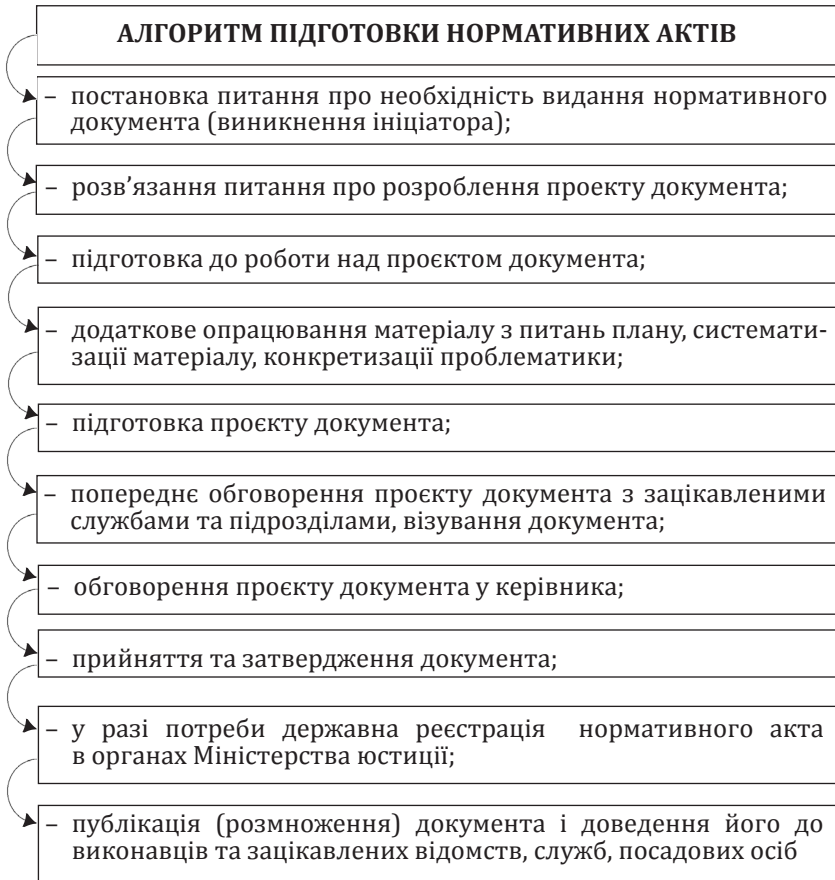 АЛГОРИТМ ПІДГОТОВКИ НОРМАТИВНИХ АКТІВ
– постановка питання про необхідність видання нормативного
документа (виникнення ініціатора);
– розв’язання питання про розроблення проекту документа;
– підготовка до роботи над проєктом документа;
– додаткове опрацювання матеріалу з питань плану, системати-
зації матеріалу, конкретизації проблематики;
– підготовка проєкту документа;
– попереднє обговорення проєкту документа з зацікавленими
службами та підрозділами, візування документа;
– обговорення проєкту документа у керівника;
– прийняття та затвердження документа;
– у разі потреби державна реєстрація нормативного акта
в органах Міністерства юстиції;
– публікація (розмноження) документа і доведення його до
виконавців та зацікавлених відомств, служб, посадових осіб